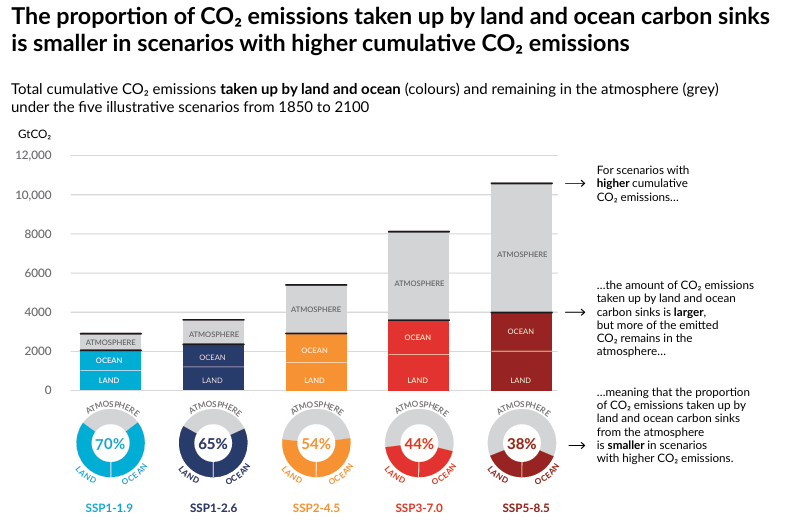 The proportion of CO₂ emissions taken up by land and ocean carbon sinks
is smaller in scenarios with higher cumulative CO₂ emissions
Total cumulative CO₂ emissions taken up by land and ocean (colours) and remaining in the atmosphere (grey)
under the five illustrative scenarios from 1850 to 2100
GtCO₂
12,000
10,000
8000
6000
4000
2000
0
ATMOSPHERE
OCEAN
LAND
ATMOSPHERE
OCEAN
LAND
ATMOSPHERE
OCEAN
LAND
ATMOSPHERE
OCEAN
LAND
ATMOSPHERE
OCEAN
LAND
For scenarios with
higher cumulative
CO₂ emissions...
...the amount of CO₂ emissions
taken up by land and ocean
carbon sinks is larger,
but more of the emitted
CO₂ remains in the
atmosphere...
...meaning that the proportion
of CO₂ emissions taken up by
land and ocean carbon sinks
from the atmosphere
is smaller in scenarios
with higher CO₂ emissions.
ATMOSPHERE
70%
LAND
OCEAN
SSP1-1.9
ATMOSPHERE
65%
LAND
OCEAN
SSP1-2.6
ATMOSPHERE
54%
LAND
OCEAN
SSP2-4.5
ATMOSPHERE
44%
LAND
OCEAN
SSP3-7.0
ATMOSPHERE
38%
LAND
OCEAN
SSP5-8.5